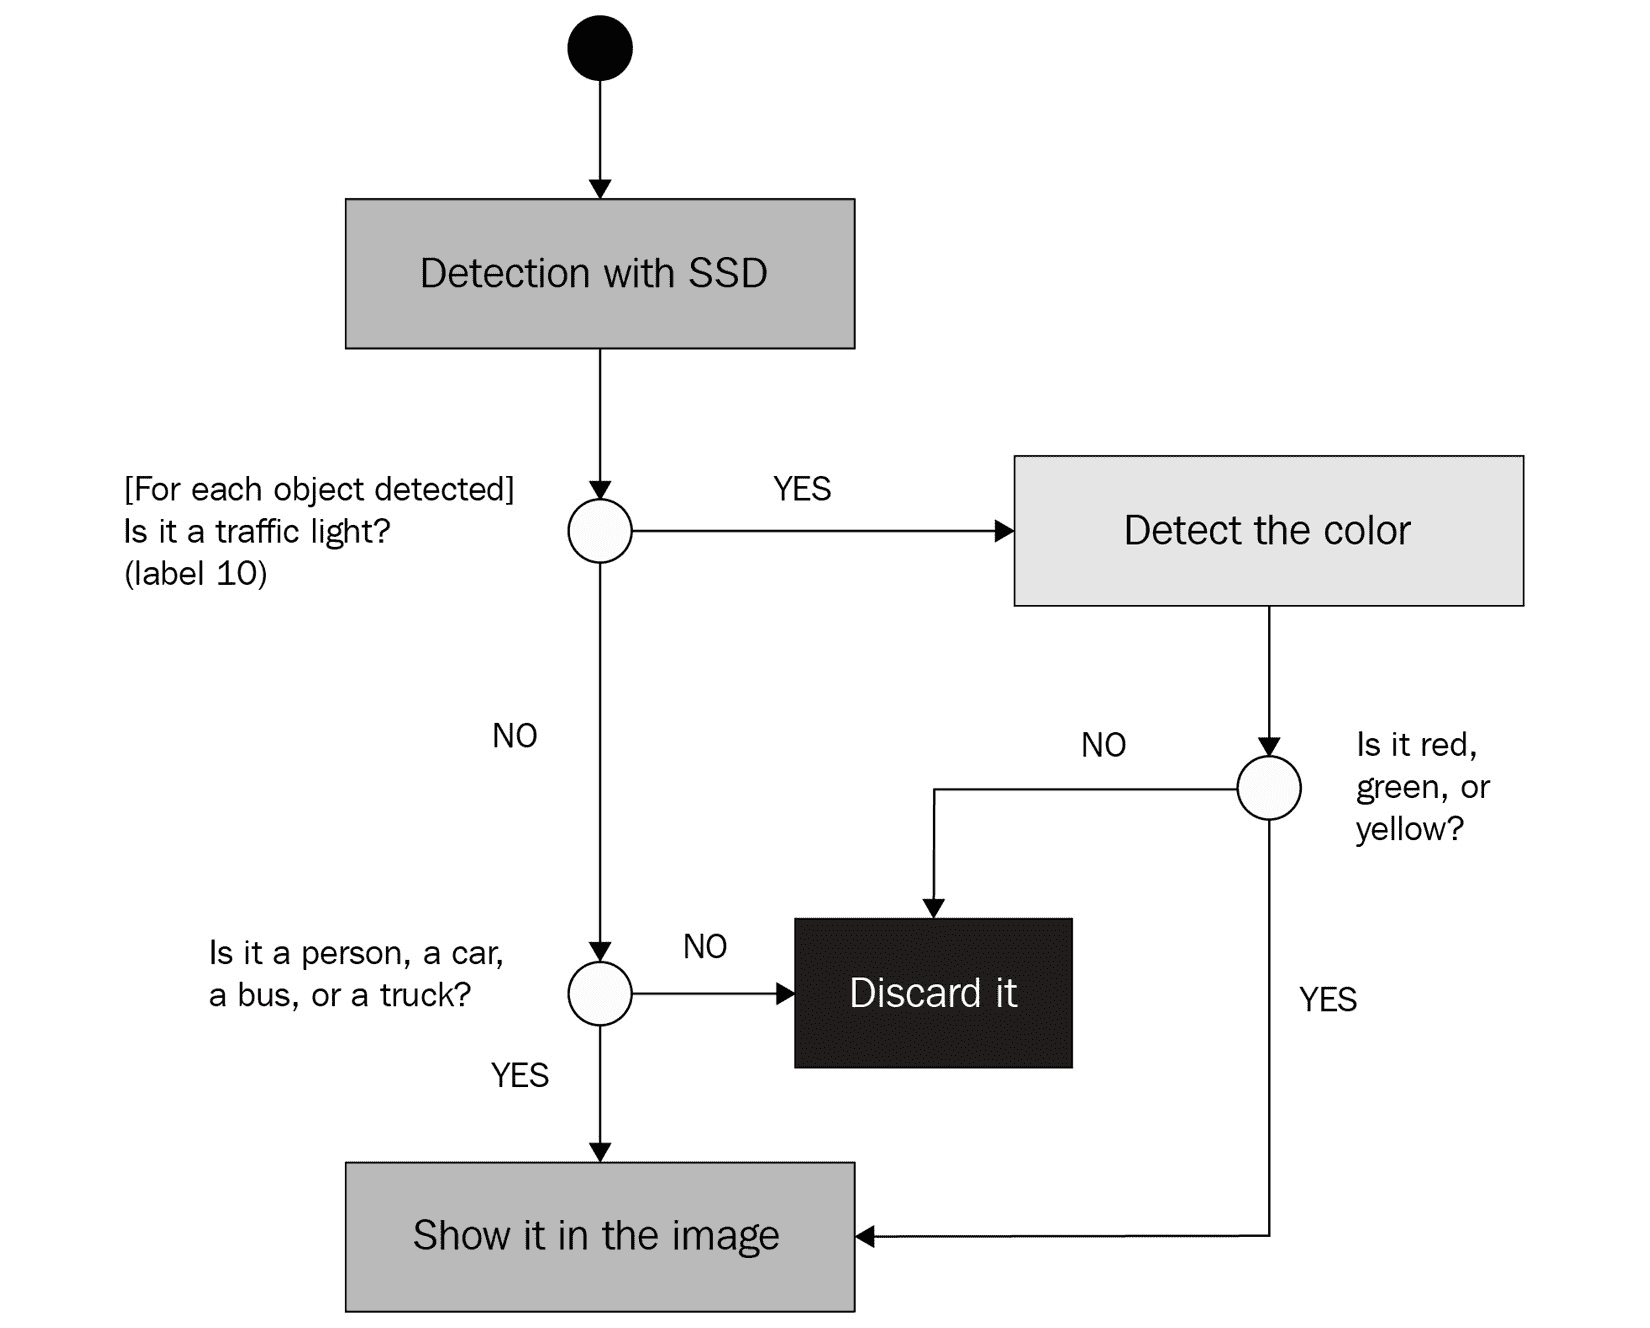 Detection with SSD
[For each object detected]
Is it a traffic light?
(label 10)
YES
Detect the color
NO
NO
Is it red,
green, or
yellow?
Is it a person, a car,
a bus, or a truck?
NO
Discard it
YES
YES
Show it in the image